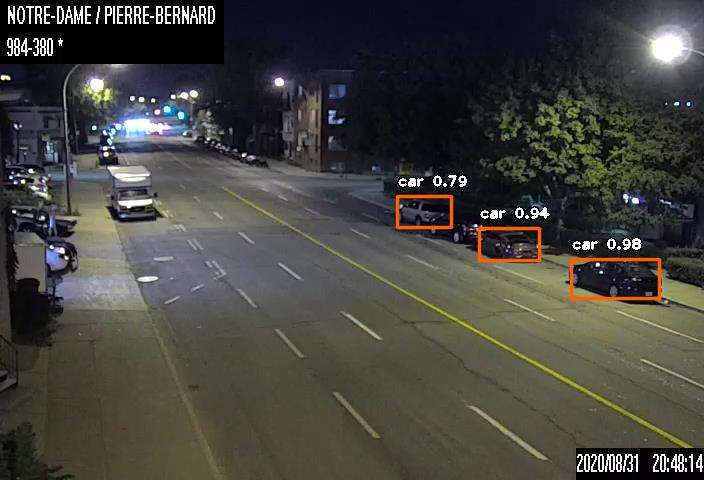 NOTRE-DAME / PIERRE-BERNARD
984-380 *
car 0.79
car 0.94
car 0.98
2020/08/31 20:48:14